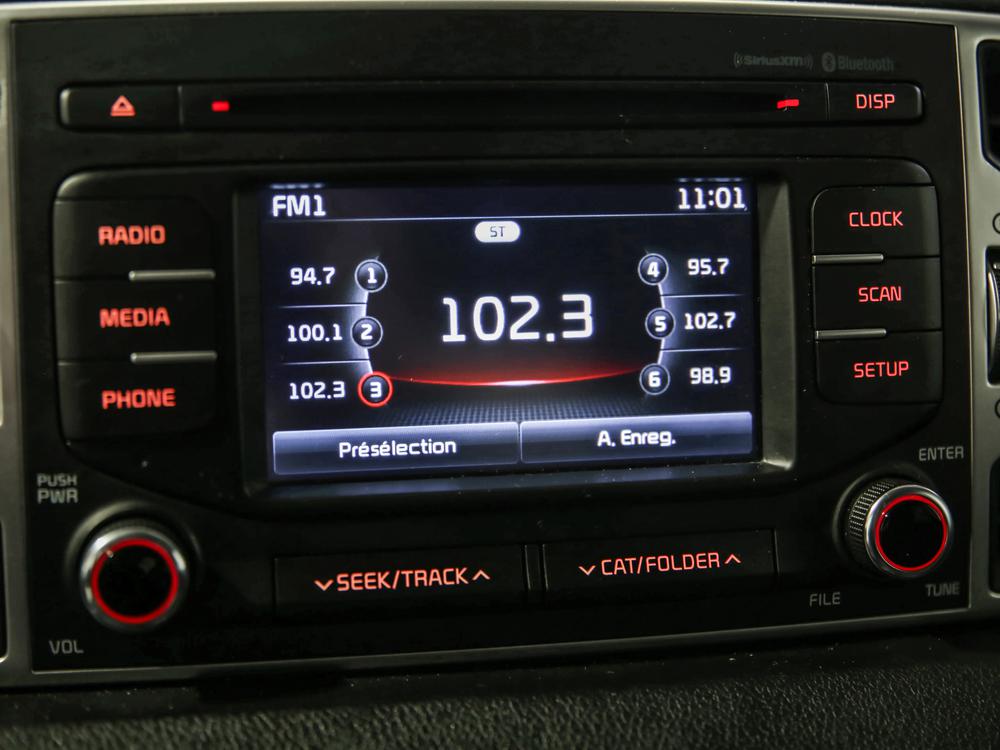 ((SiriusXM)) Bluetooth
DISP
RADIO
MEDIA
PHONE
FM1 11:01
ST
94.7 1
100.1 2
102.3 3
102.3
4 95.7
5 102.7
6 98.9
Présélection A. Enreg.
CLOCK
SCAN
SETUP
PUSH
PWR
VOL
SEEK/TRACK
CAT/FOLDER
ENTER
FILE TUNE